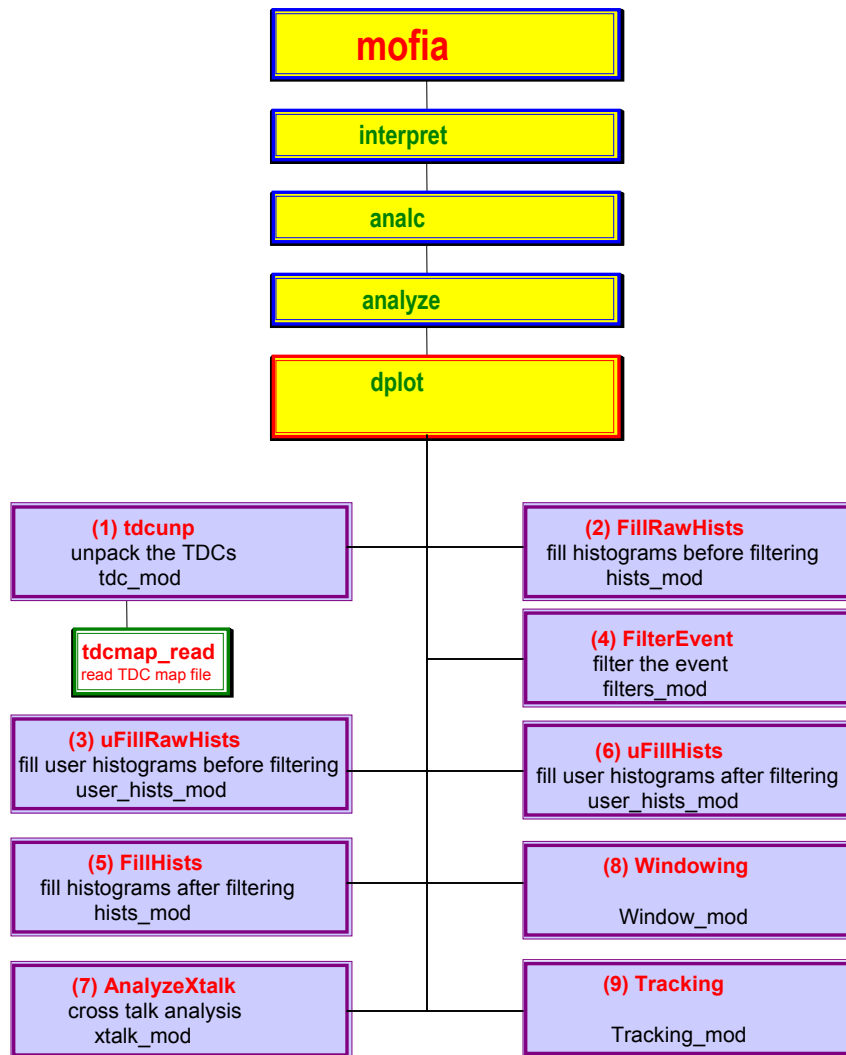 mofia
interpret
analc
analyze
dplot
(1) tdcunp
unpack the TDCs
tdc_mod
(2) FillRawHists
fill histograms before filtering
hists_mod
tdcmap_read
read TDC map file
(4) FilterEvent
filter the event
filters_mod
(3) uFillRawHists
fill user histograms before filtering
user_hists_mod
(6) uFillHists
fill user histograms after filtering
user_hists_mod
(5) FillHists
fill histograms after filtering
hists_mod
(8) Windowing
Window_mod
(7) AnalyzeXtalk
cross talk analysis
xtalk_mod
(9) Tracking
Tracking_mod